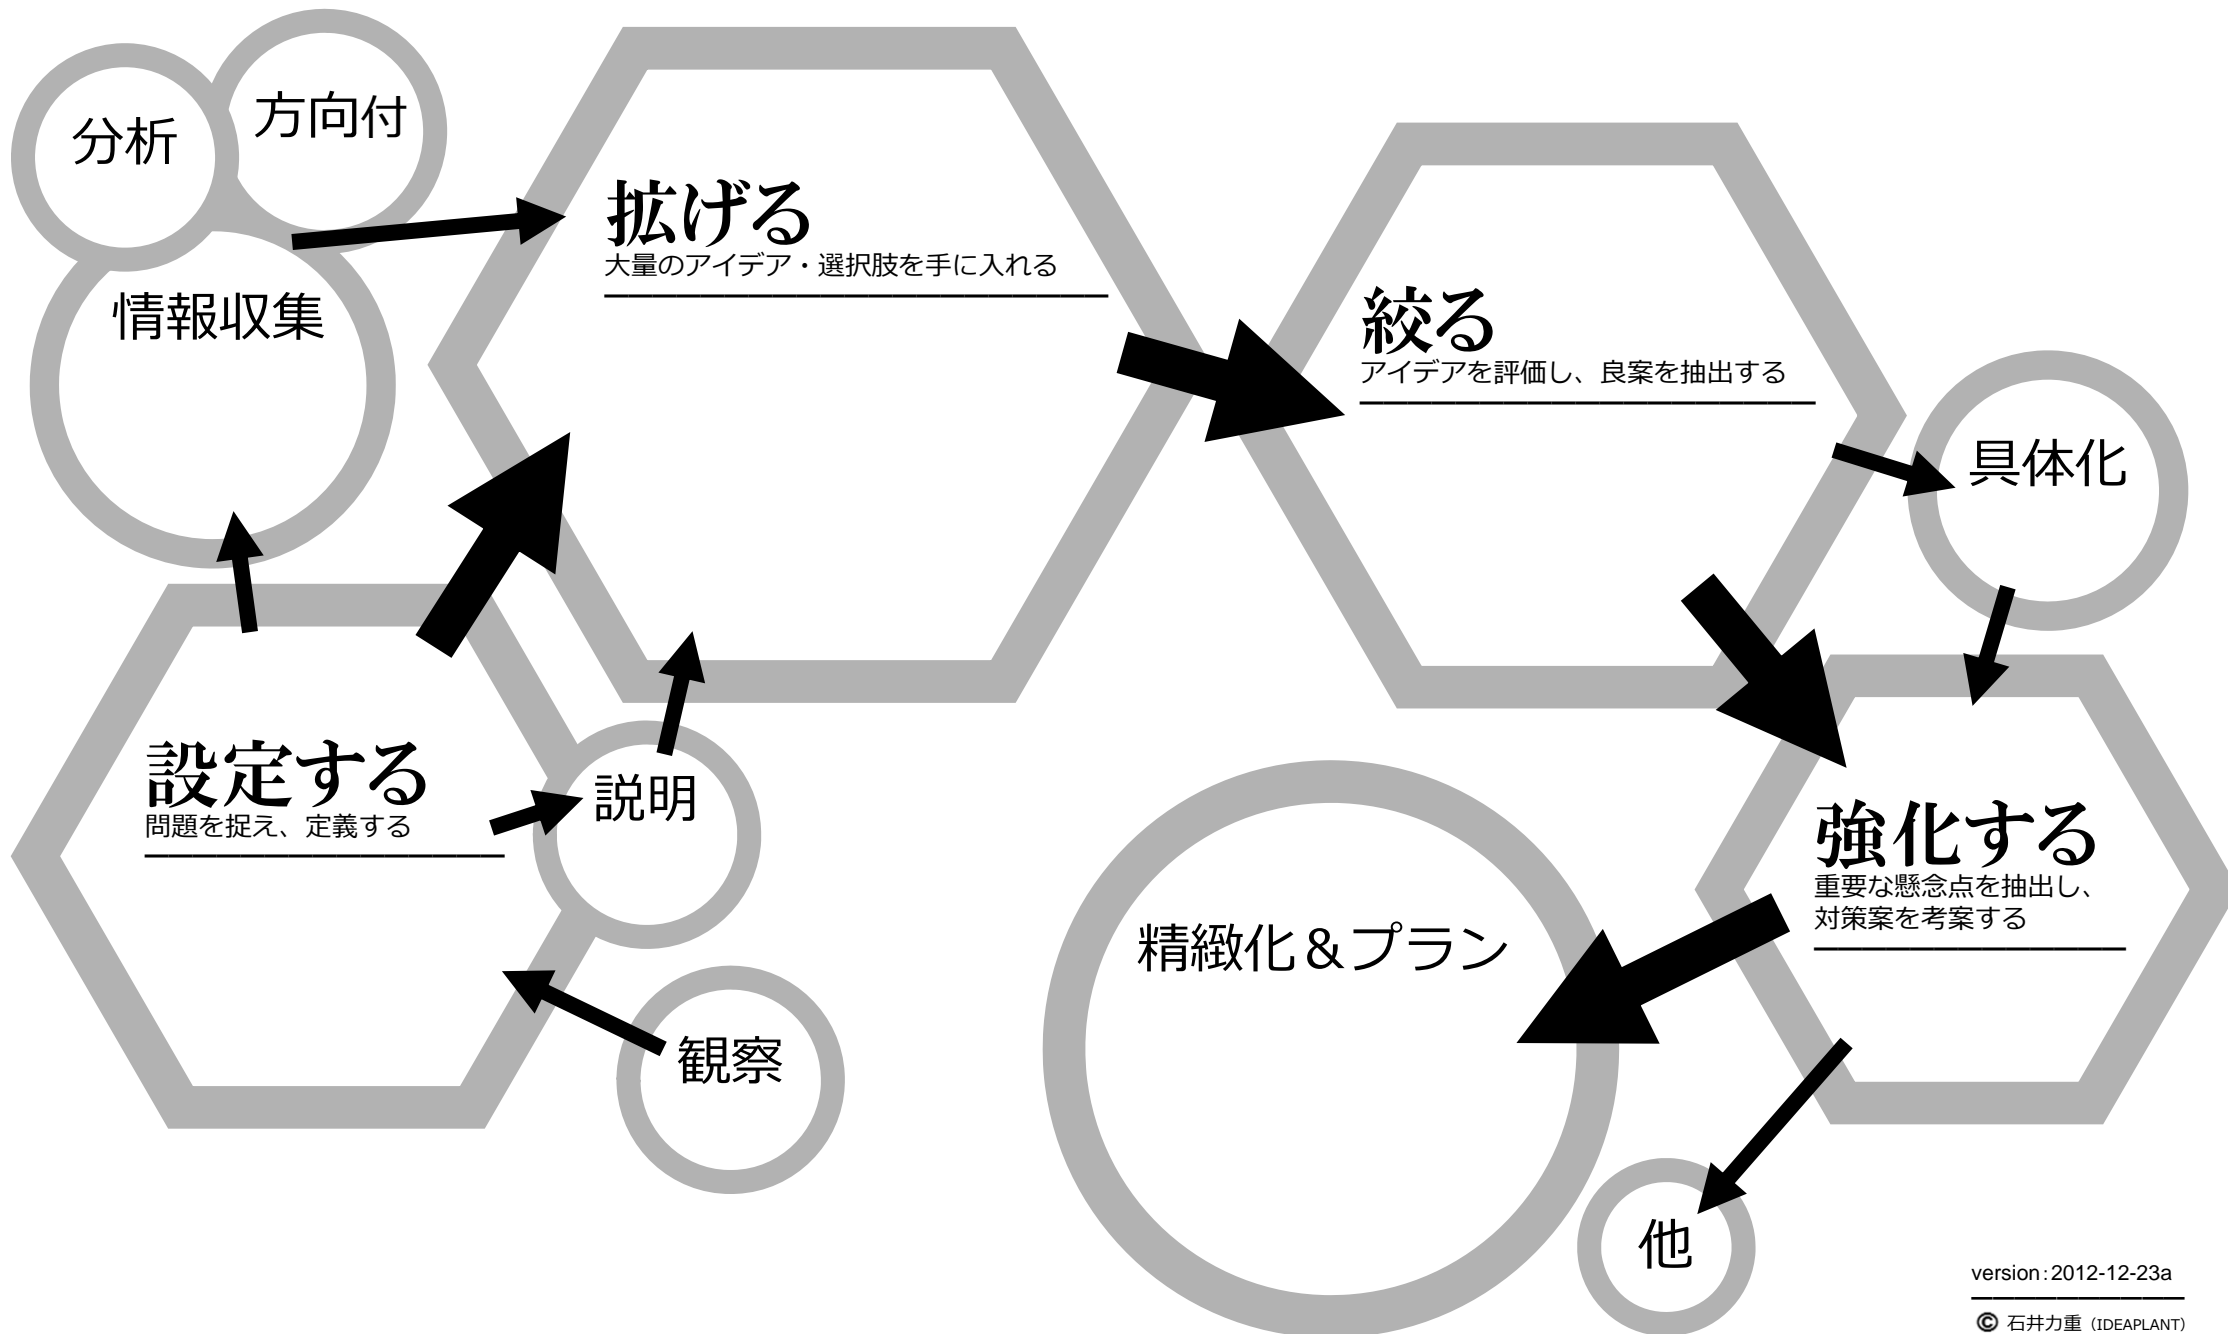 分析
方向付
情報収集
拡げる
大量のアイデア・選択肢を手に入れる
絞る
アイデアを評価し、良案を抽出する
具体化
設定する
問題を捉え、定義する
説明
観察
強化する
重要な懸念点を抽出し、
対策案を考案する
精緻化&プラン
他
version:2012-12-23a
© 石井力重 (IDEAPLANT)